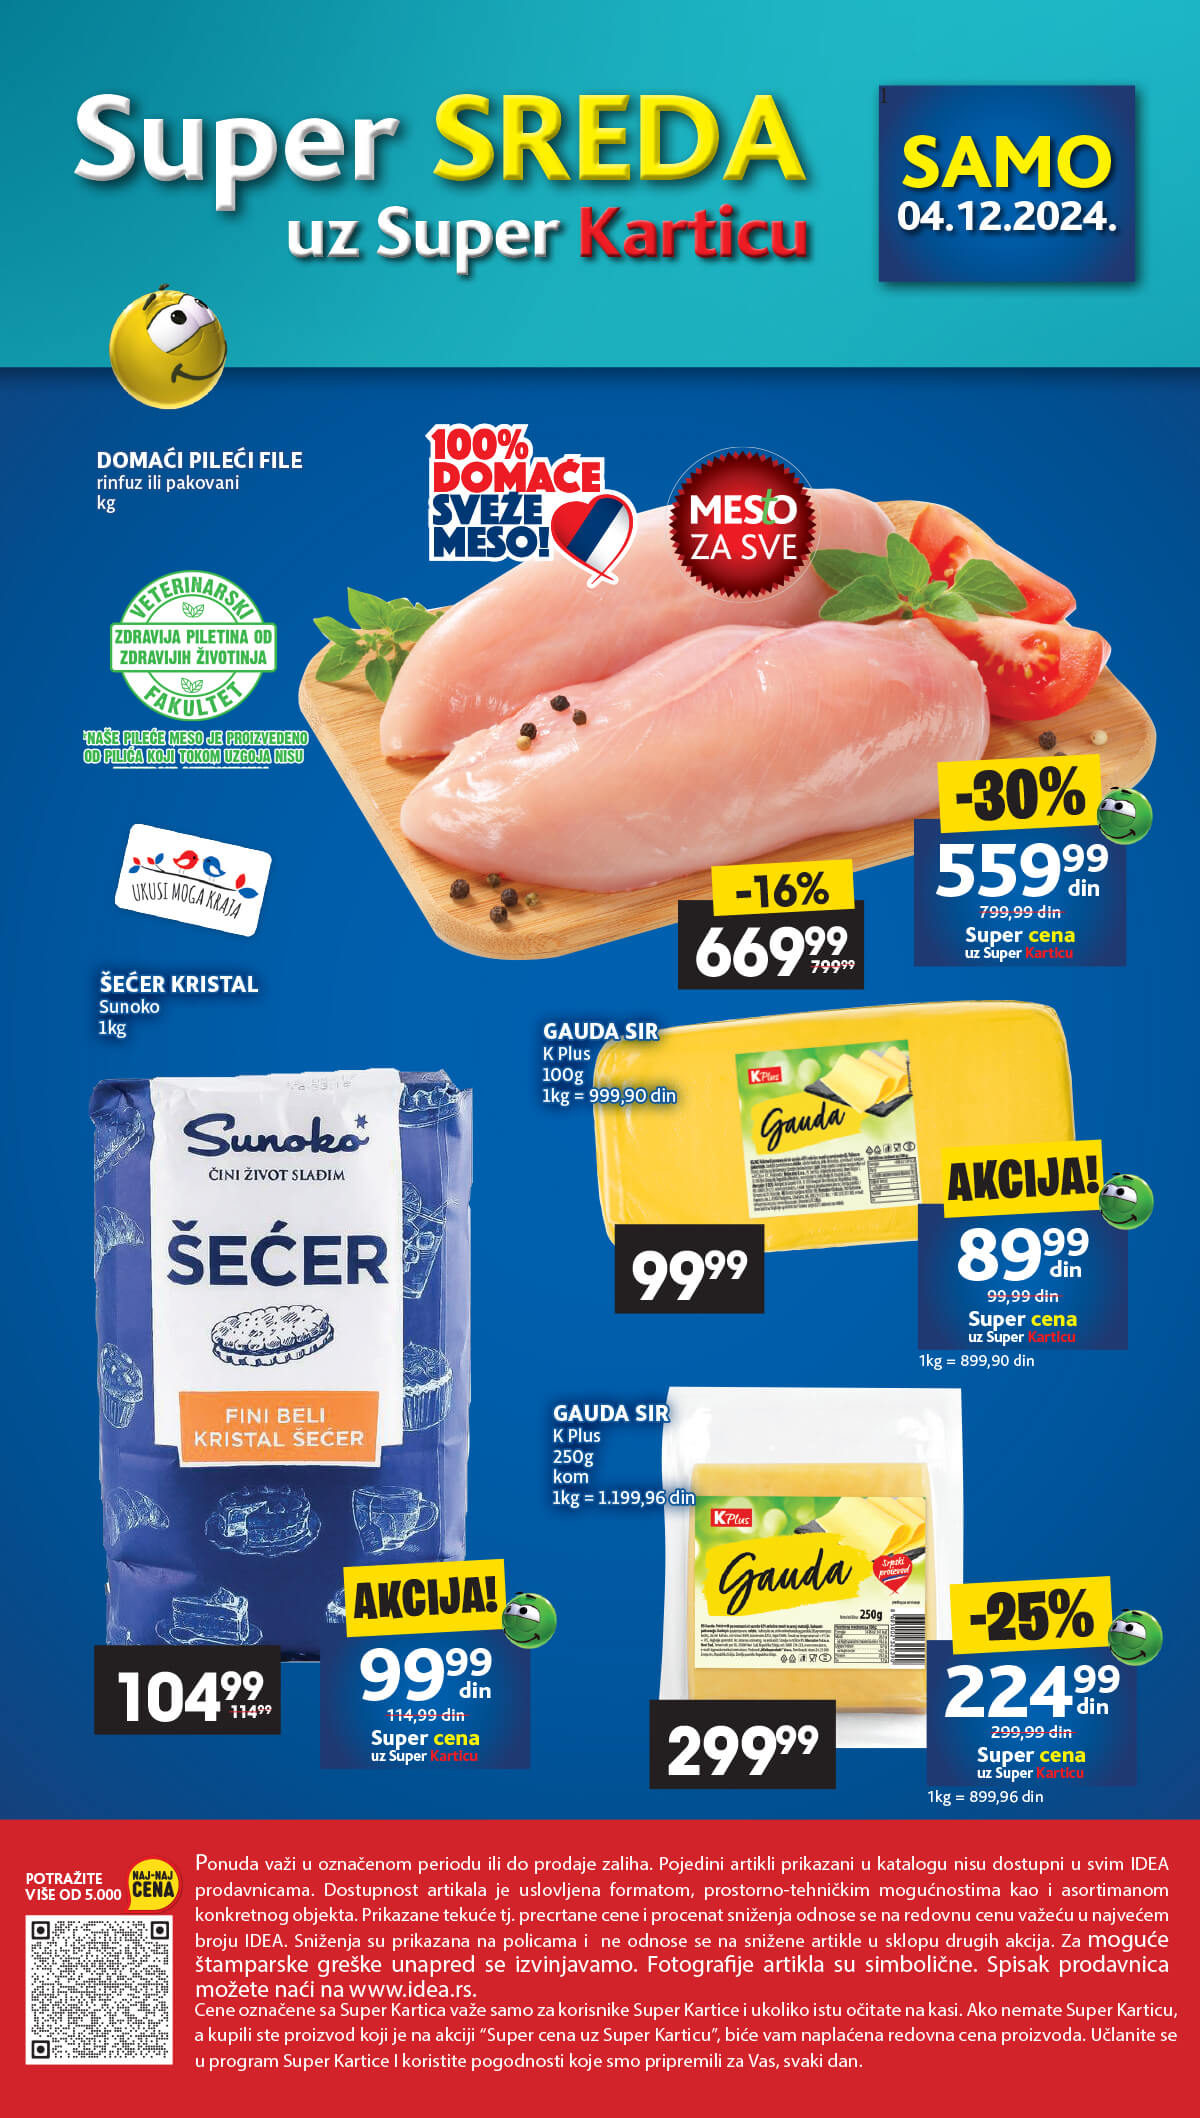 Super SREDA
uz Super Karticu
1
SAMO
04.12.2024.
DOMAĆI PILEĆI FILE
rinfuz ili pakovani
kg
100%
DOMAĆE
SVEŽE
MESO!
MESto
ZA SVE
VETERINARSKI
ZDRAVIJA PILETINA OD
ZDRAVIJIH ŽIVOTINJA
FAKULTET
*NAŠE PILEĆE MESO JE PROIZVEDENO
OD PILIĆA KOJI TOKOM UZGOJA NISU
-30%
559 99
din
799,99 din
Super cena
uz Super Karticu
-16%
669 99
799 99
UKUSI MOGA KRAJA
ŠEĆER KRISTAL
Sunoko
1kg
GAUDA SIR
K Plus
100g
1kg = 999,90 din
K Plus
Gauda
Sunoko
ČINI ŽIVOT SLAĐIM
ŠEĆER
FINI BELI
KRISTAL ŠEĆER
99 99
AKCIJA!
89 99
din
99,99 din
Super cena
uz Super Karticu
1kg = 899,90 din
GAUDA SIR
K Plus
250g
kom
1kg = 1.199,96 din
K Plus
Gauda
Srpski
proizvod
250g
AKCIJA!
99 99
din
114,99 din
Super cena
uz Super Karticu
104 99
114 99
-25%
224 99
din
299,99 din
Super cena
uz Super Karticu
1kg = 899,96 din
299 99
POTRAŽITE
VIŠE OD 5.000
NAJ-NAJ
CENA
Ponuda važi u označenom periodu ili do prodaje zaliha. Pojedini artikli prikazani u katalogu nisu dostupni u svim IDEA
prodavnicama. Dostupnost artikala je uslovljena formatom, prostorno-tehničkim mogućnostima kao i asortimanom
konkretnog objekta. Prikazane tekuće tj. precrtane cene i procenat sniženja odnose se na redovnu cenu važeću u najvećem
broju IDEA. Sniženja su prikazana na policama i ne odnose se na snižene artikle u sklopu drugih akcija. Za moguće
štamparske greške unapred se izvinjavamo. Fotografije artikla su simbolične. Spisak prodavnica
možete naći na www.idea.rs.
Cene označene sa Super Kartica važe samo za korisnike Super Kartice i ukoliko istu očitate na kasi. Ako nemate Super Karticu,
a kupili ste proizvod koji je na akciji “Super cena uz Super Karticu”, biće vam naplaćena redovna cena proizvoda. Učlanite se
u program Super Kartice I koristite pogodnosti koje smo pripremili za Vas, svaki dan.